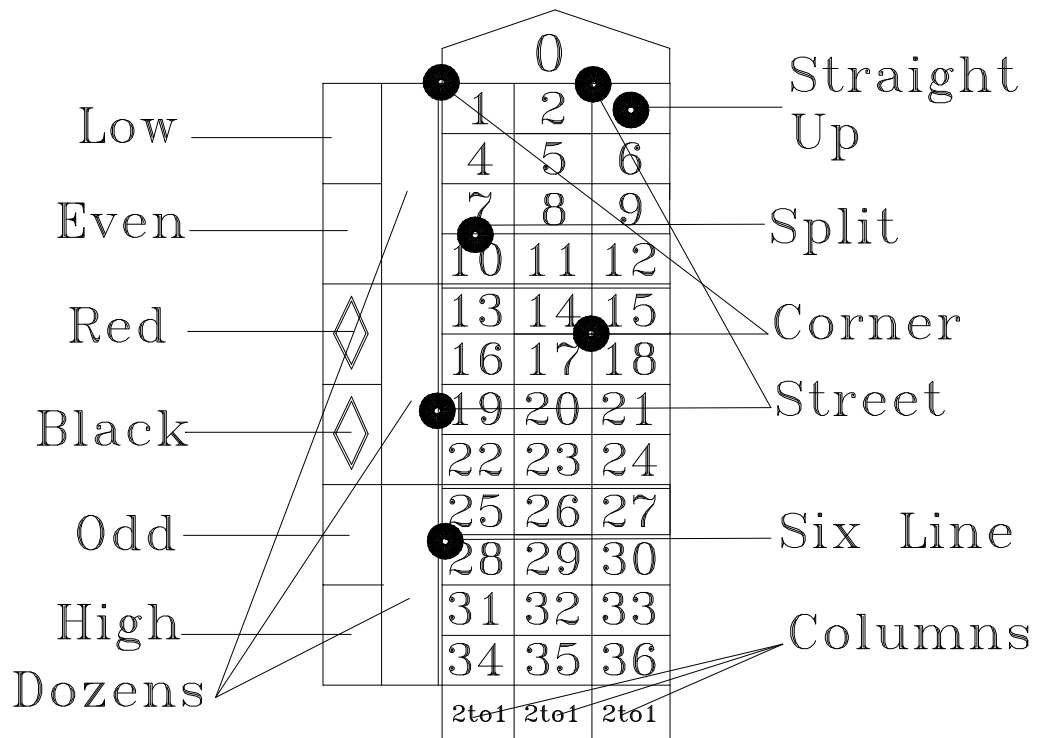 0
Straight
Up
Low
1 2
4 5 6
Even
7 8 9
Split
10 11 12
Red
13 14 15
Corner
16 17 18
Black
19 20 21
Street
22 23 24
Odd
25 26 27
Six Line
28 29 30
High
31 32 33
Columns
34 35 36
Dozens
2to1 2to1 2to1